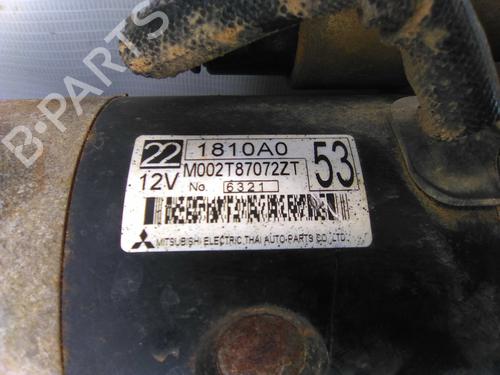 B-PARTS
22 1810A0 53
12V M002T87072ZT
No. 6321
MITSUBISHI ELECTRIC THAI AUTO-PARTS CO., LTD.